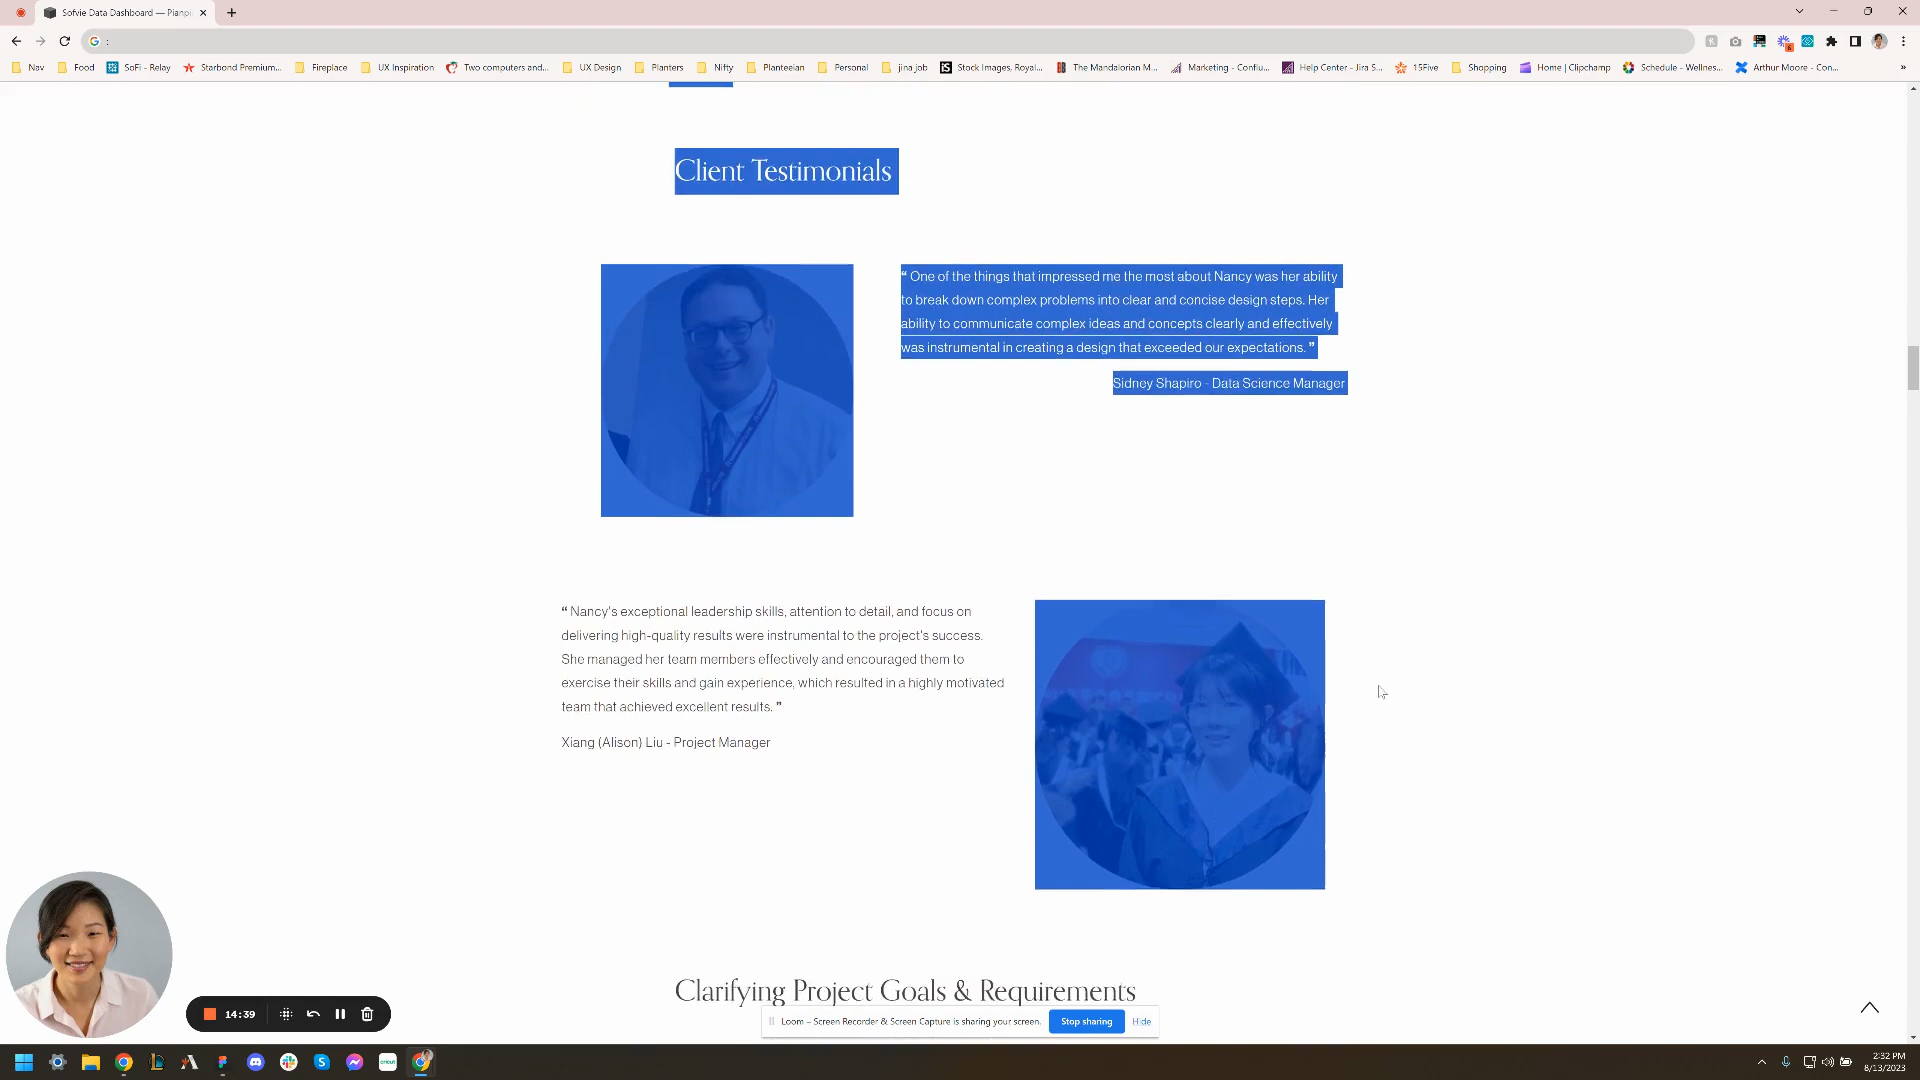 Sofvie Data Dashboard — Pianpi
:
Nav
Food
SoFi - Relay
Starbond Premium...
Fireplace
UX Inspiration
Two computers and...
UX Design
Planters
Nifty
Planteeian
Personal
jina job
Stock Images, Royal...
The Mandalorian M...
Marketing - Conflu...
Help Center - Jira S...
15Five
Shopping
Home | Clipchamp
Schedule - Wellnes...
Arthur Moore - Con...
»
Client Testimonials
“ One of the things that impressed me the most about Nancy was her ability
to break down complex problems into clear and concise design steps. Her
ability to communicate complex ideas and concepts clearly and effectively
was instrumental in creating a design that exceeded our expectations. ”
Sidney Shapiro - Data Science Manager
“ Nancy's exceptional leadership skills, attention to detail, and focus on
delivering high-quality results were instrumental to the project's success.
She managed her team members effectively and encouraged them to
exercise their skills and gain experience, which resulted in a highly motivated
team that achieved excellent results. ”
Xiang (Alison) Liu - Project Manager
Clarifying Project Goals & Requirements
14:39
Loom – Screen Recorder & Screen Capture is sharing your screen.
Stop sharing
Hide
2:32 PM
8/13/2023